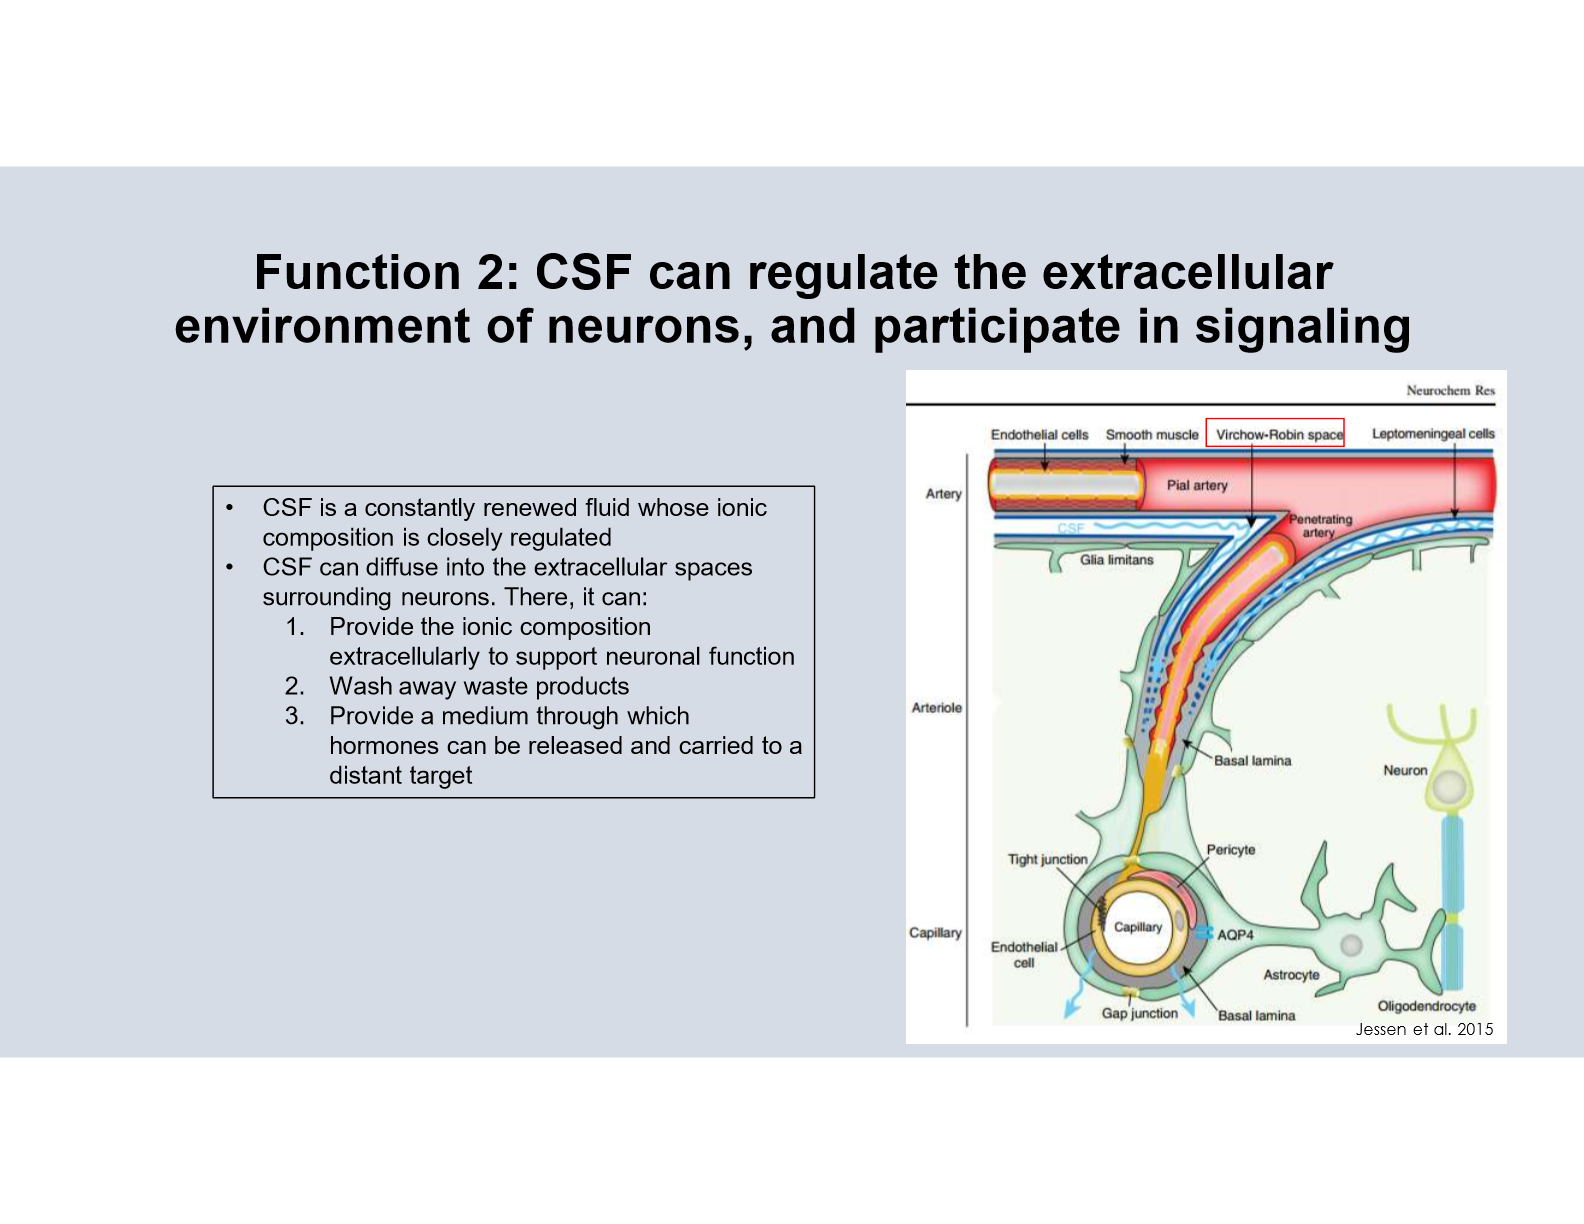 Function 2: CSF can regulate the extracellular
environment of neurons, and participate in signaling
• CSF is a constantly renewed fluid whose ionic
composition is closely regulated
• CSF can diffuse into the extracellular spaces
surrounding neurons. There, it can:
1. Provide the ionic composition
extracellularly to support neuronal function
2. Wash away waste products
3. Provide a medium through which
hormones can be released and carried to a
distant target
Neurochem Res
Endothelial cells
Smooth muscle
Virchow-Robin space
Leptomeningeal cells
Artery
Pial artery
CSF
Penetrating
artery
Glia limitans
Arteriole
Basal lamina
Neuron
Tight junction
Pericyte
Capillary
Capillary
AQP4
Endothelial
cell
Astrocyte
Gap junction
Basal lamina
Oligodendrocyte
Jessen et al. 2015